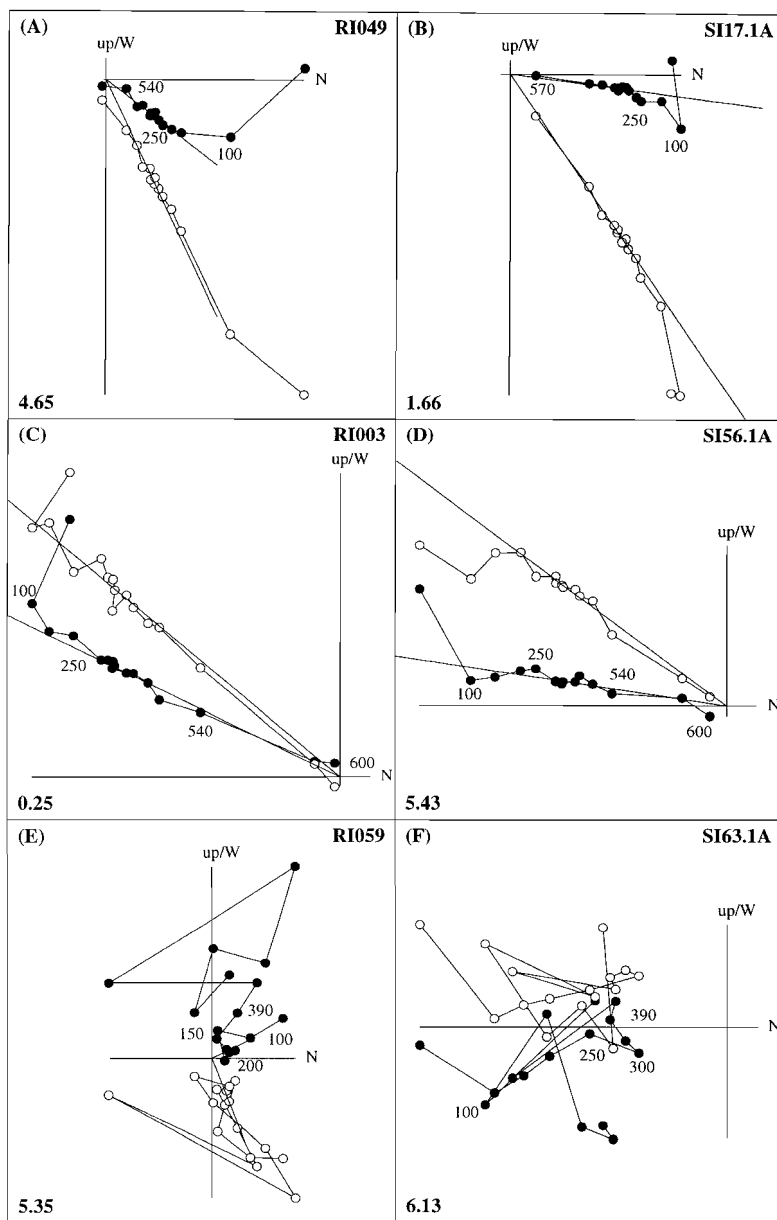 (A) RI049
up/W
N
540
250
100
4.65
(B) SI17.1A
up/W
N
570
250
100
1.66
(C) RI003
up/W
100
250
540
600
N
0.25
(D) SI56.1A
up/W
250
540
100
N
600
5.43
(E) RI059
up/W
390
150
100
N
200
5.35
(F) SI63.1A
up/W
390
N
250
300
100
6.13